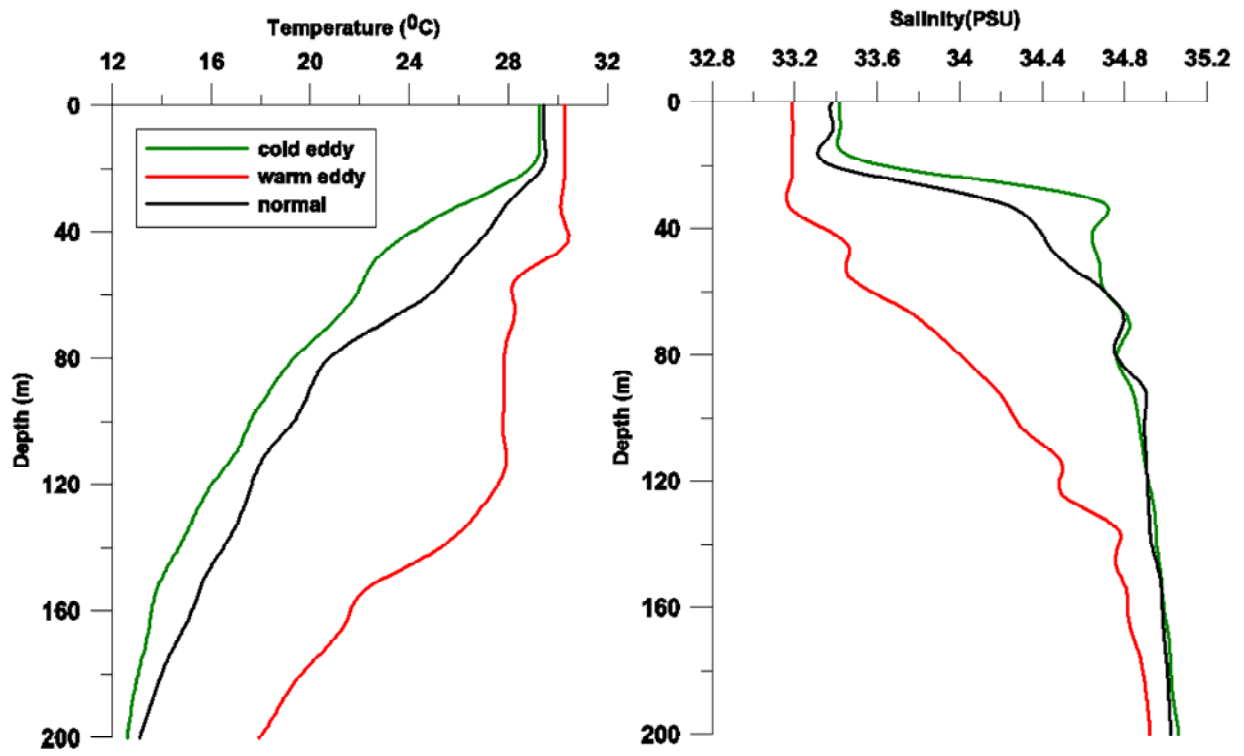 Temperature (⁰C)
12 16 20 24 28 32
0
40
80
120
160
200
Depth (m)
cold eddy
warm eddy
normal
Salinity(PSU)
32.8 33.2 33.6 34 34.4 34.8 35.2
0
40
80
120
160
200
Depth (m)